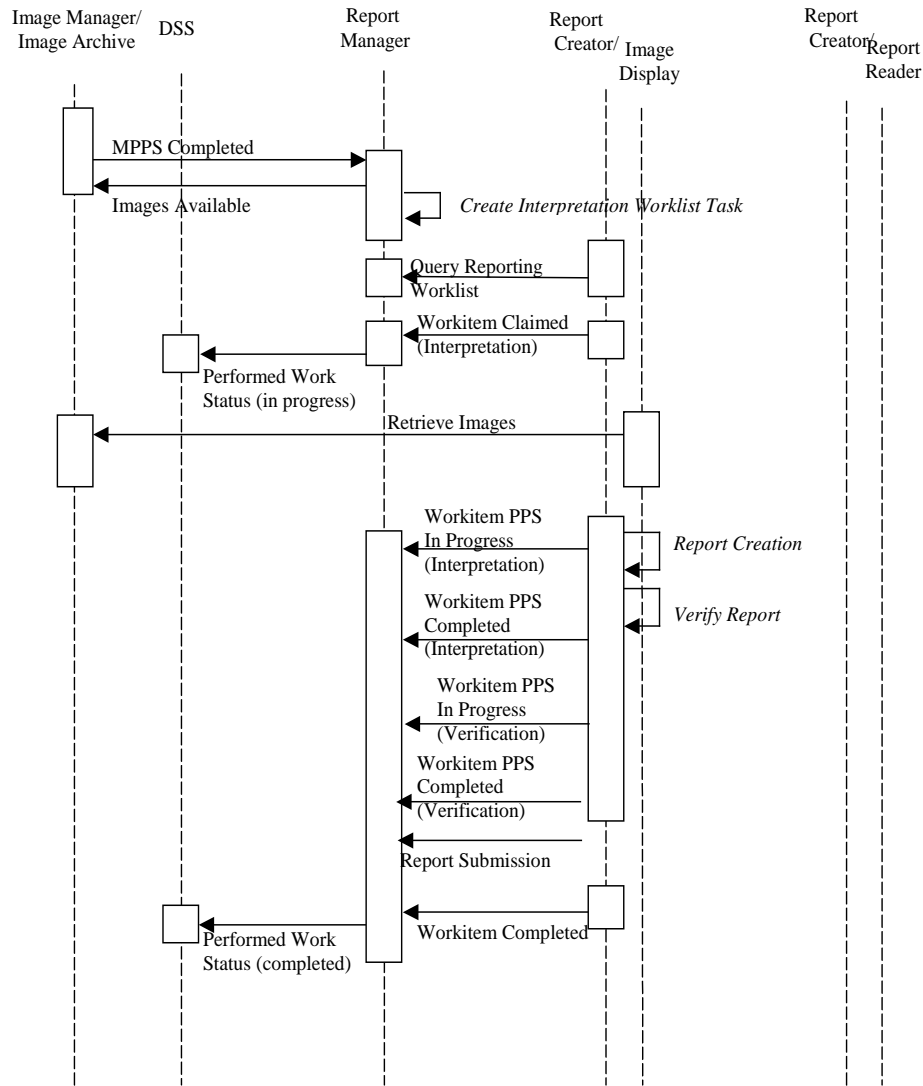 Image Manager/
Image Archive
DSS
Report
Manager
Report
Creator/
Image
Display
Report
Creator/
Report
Reader
MPPS Completed
Images Available
Create Interpretation Worklist Task
Query Reporting
Worklist
Workitem Claimed
(Interpretation)
Performed Work
Status (in progress)
Retrieve Images
Workitem PPS
In Progress
(Interpretation)
Report Creation
Workitem PPS
Completed
(Interpretation)
Verify Report
Workitem PPS
In Progress
(Verification)
Workitem PPS
Completed
(Verification)
Report Submission
Workitem Completed
Performed Work
Status (completed)